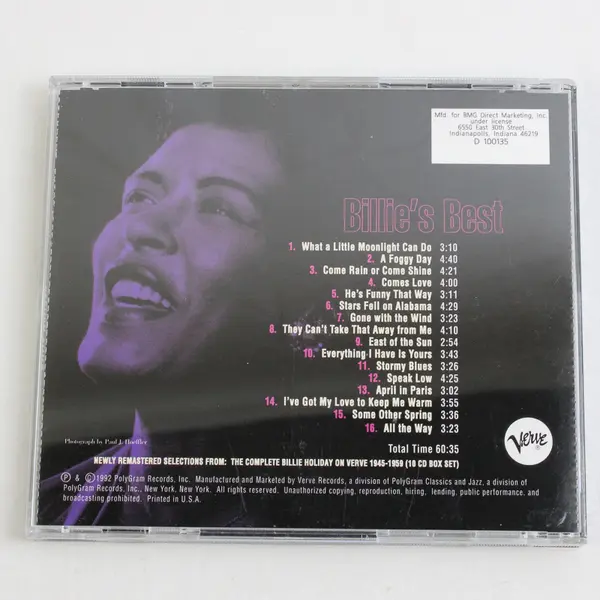 Mfd. for BMG Direct Marketing, Inc.
under license
6550 East 30th Street
Indianapolis, Indiana 46219
D 100135
Billie's Best
1. What a Little Moonlight Can Do 3:10
2. A Foggy Day 4:40
3. Come Rain or Come Shine 4:21
4. Comes Love 4:00
5. He's Funny That Way 3:11
6. Stars Fell on Alabama 4:29
7. Gone with the Wind 3:23
8. They Can't Take That Away from Me 4:10
9. East of the Sun 2:54
10. Everything I Have Is Yours 3:43
11. Stormy Blues 3:26
12. Speak Low 4:25
13. April in Paris 3:02
14. I've Got My Love to Keep Me Warm 3:55
15. Some Other Spring 3:36
16. All the Way 3:23
Photograph by Paul J. Hoeffler
Total Time 60:35
Verve
NEWLY REMASTERED SELECTIONS FROM: THE COMPLETE BILLIE HOLIDAY ON VERVE 1945-1959 (10 CD BOX SET)
℗ & © 1992 PolyGram Records, Inc. Manufactured and Marketed by Verve Records, a division of PolyGram Classics and Jazz, a division of
PolyGram Records, Inc., New York, New York. All rights reserved. Unauthorized copying, reproduction, hiring, lending, public performance, and
broadcasting prohibited. Printed in U.S.A.